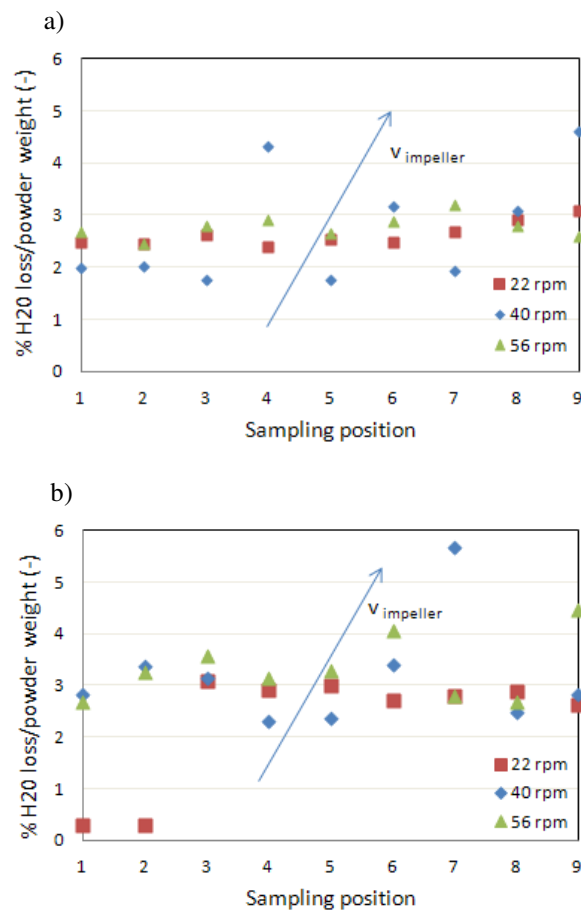 a)
% H20 loss/powder weight (-)
6
5
4
3
2
1
0
v impeller
22 rpm
40 rpm
56 rpm
1 2 3 4 5 6 7 8 9
Sampling position
b)
% H20 loss/powder weight (-)
6
5
4
3
2
1
0
v impeller
22 rpm
40 rpm
56 rpm
1 2 3 4 5 6 7 8 9
Sampling position